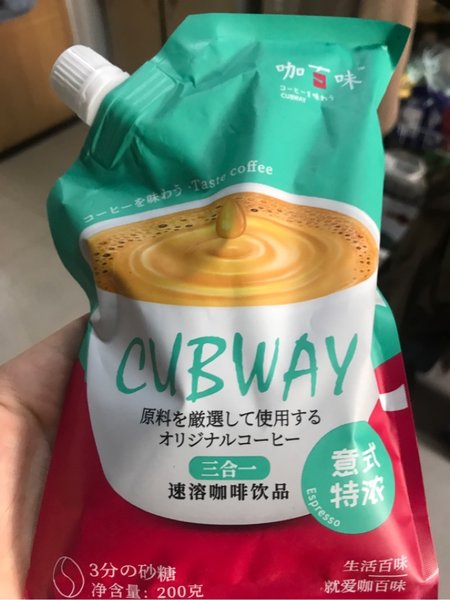 咖百味
コーヒーを味わう
CUBWAY
コーヒーを味わう · Taste coffee
CUBWAY
原料を厳選して使用する
オリジナルコーヒー
三合一
速溶咖啡饮品
意式
特浓
Espresso
3分の砂糖
净含量：200克
生活百味
就爱咖百味